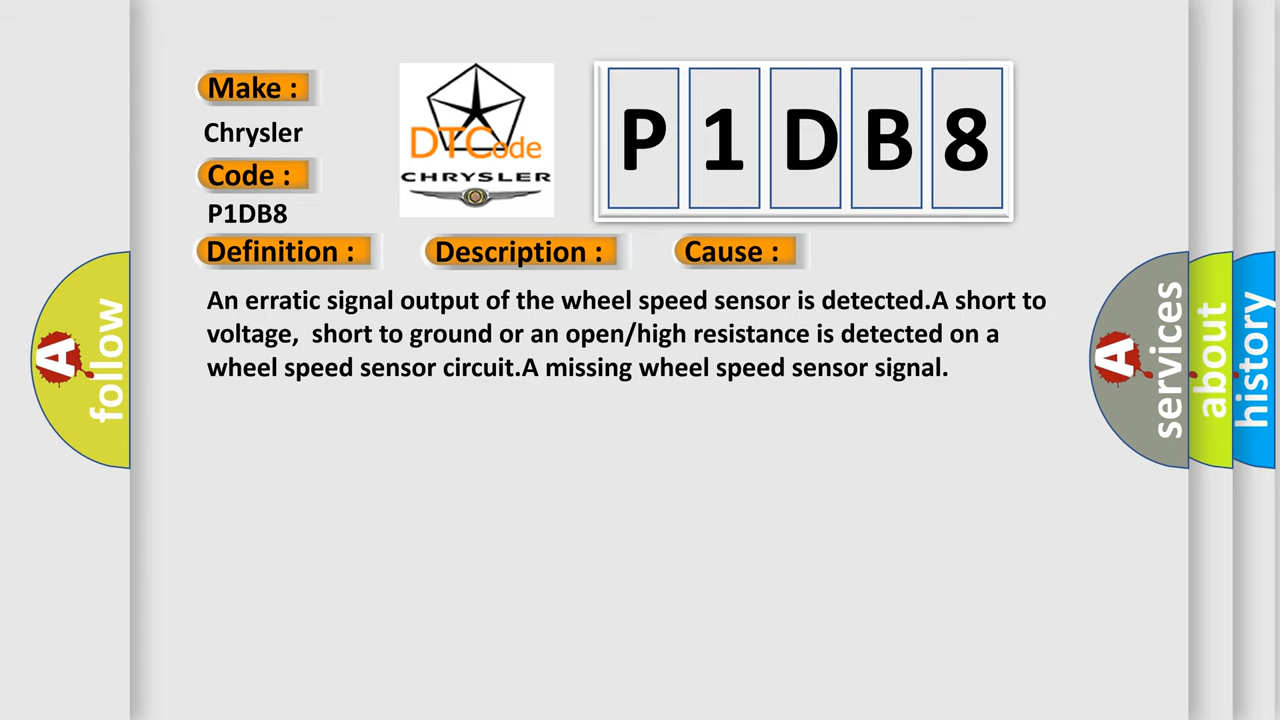 Make :
Chrysler
Code :
P1DB8
DTCode
CHRYSLER
P 1 D B 8
Definition :
Description :
Cause :
An erratic signal output of the wheel speed sensor is detectedA short to
voltage,  short to ground or an open/high resistance is detected on a
wheel speed sensor circuitA missing wheel speed sensor signal.
A follow
A services
about
history